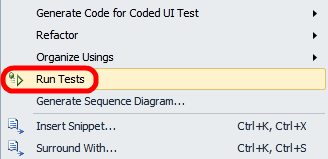 Generate Code for Coded UI Test
Refactor
Organize Usings
Run Tests
Generate Sequence Diagram...
Insert Snippet... Ctrl+K, Ctrl+X
Surround With... Ctrl+K, Ctrl+S